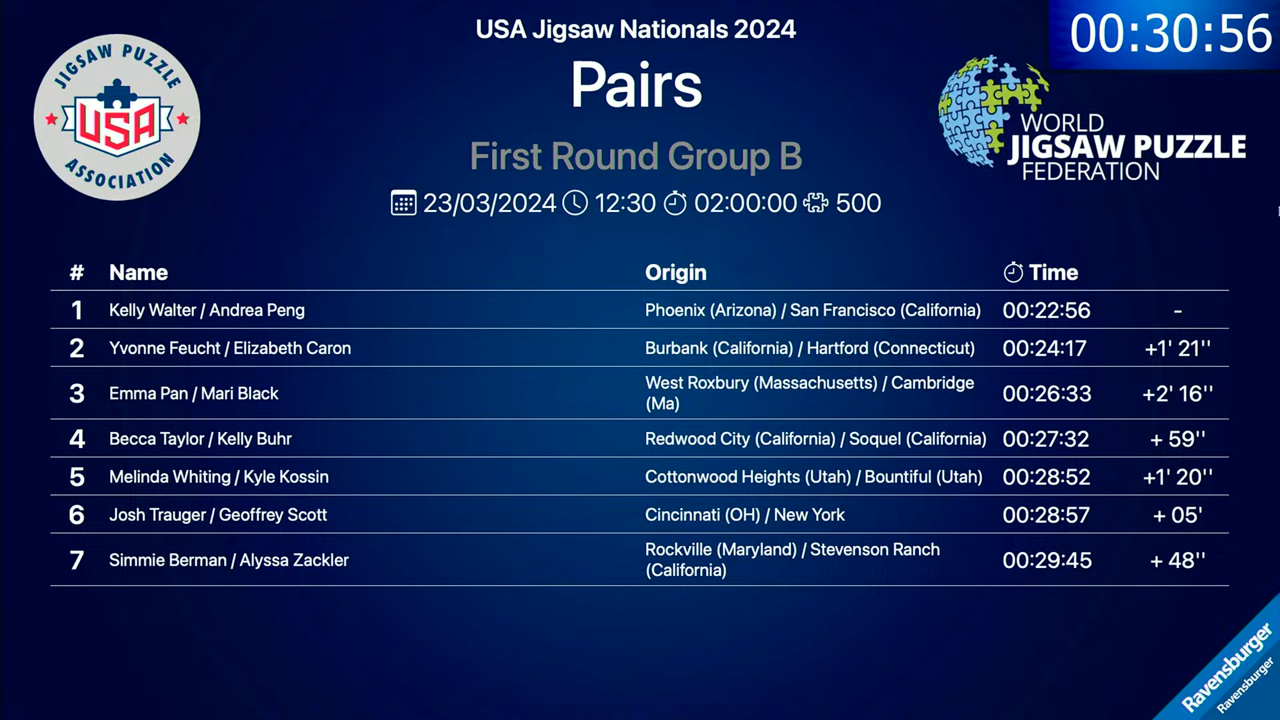 USA Jigsaw Nationals 2024
00:30:56
Pairs
JIGSAW PUZZLE
USA
ASSOCIATION
WORLD
JIGSAW PUZZLE
FEDERATION
First Round Group B
23/03/2024 12:30 02:00:00 500
# Name Origin Time
1 Kelly Walter / Andrea Peng Phoenix (Arizona) / San Francisco (California) 00:22:56 -
2 Yvonne Feucht / Elizabeth Caron Burbank (California) / Hartford (Connecticut) 00:24:17 +1' 21''
3 Emma Pan / Mari Black West Roxbury (Massachusetts) / Cambridge
(Ma) 00:26:33 +2' 16''
4 Becca Taylor / Kelly Buhr Redwood City (California) / Soquel (California) 00:27:32 + 59''
5 Melinda Whiting / Kyle Kossin Cottonwood Heights (Utah) / Bountiful (Utah) 00:28:52 +1' 20''
6 Josh Trauger / Geoffrey Scott Cincinnati (OH) / New York 00:28:57 + 05'
7 Simmie Berman / Alyssa Zackler Rockville (Maryland) / Stevenson Ranch
(California) 00:29:45 + 48''
Ravensburger
Ravensburger